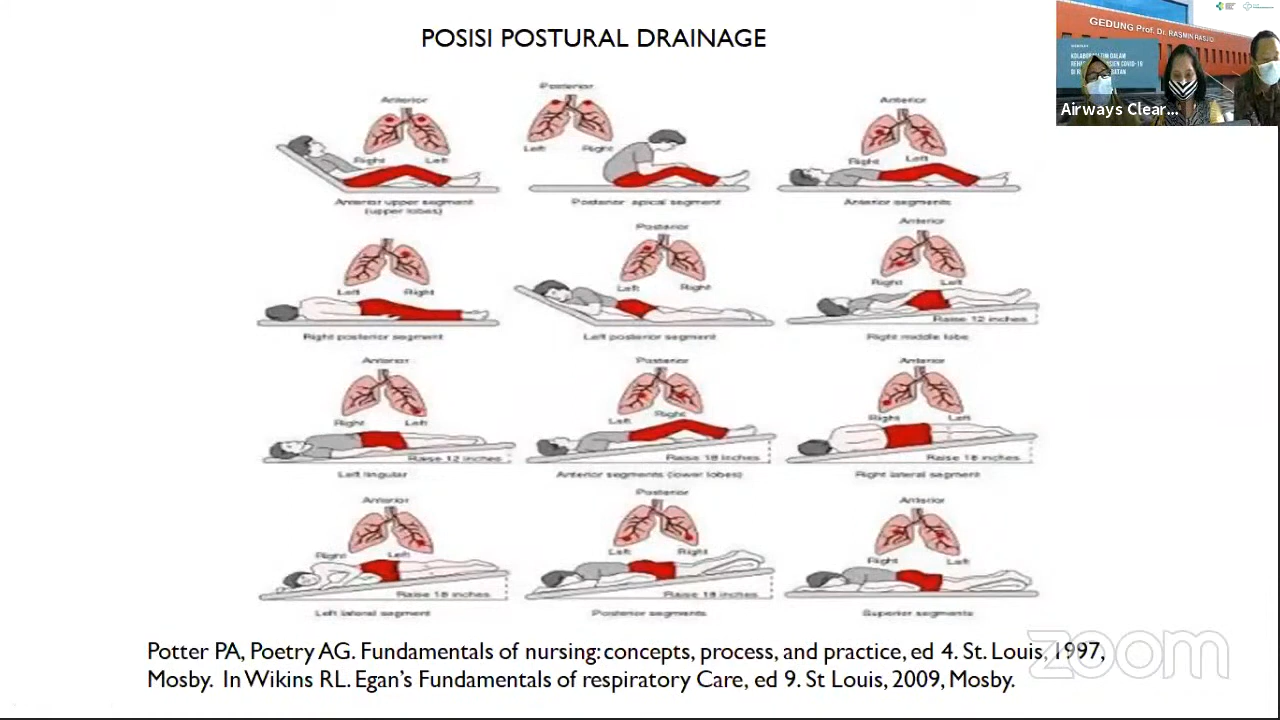 POSISI POSTURAL DRAINAGE
GEDUNG Prof. Dr. RASMIN RASJID
Airways Clear...
Anterior
Right Left
Anterior upper segment
(upper lobes)
Posterior
Left Right
Posterior apical segment
Anterior
Right Left
Anterior segments
Left Right
Right posterior segment
Posterior
Left Right
Left posterior segment
Anterior
Right Left
Raise 12 inches
Right middle lobe
Anterior
Right Left
Raise 12 inches
Left lingular
Posterior
Left Right
Raise 18 inches
Anterior segments (lower lobes)
Anterior
Right Left
Raise 18 inches
Right lateral segment
Anterior
Right Left
Raise 18 inches
Left lateral segment
Posterior
Left Right
Raise 18 inches
Posterior segments
Anterior
Right Left
Superior segments
Potter PA, Poetry AG. Fundamentals of nursing: concepts, process, and practice, ed 4. St. Louis, 1997,
Mosby. In Wikins RL. Egan's Fundamentals of respiratory Care, ed 9. St Louis, 2009, Mosby.
zoom